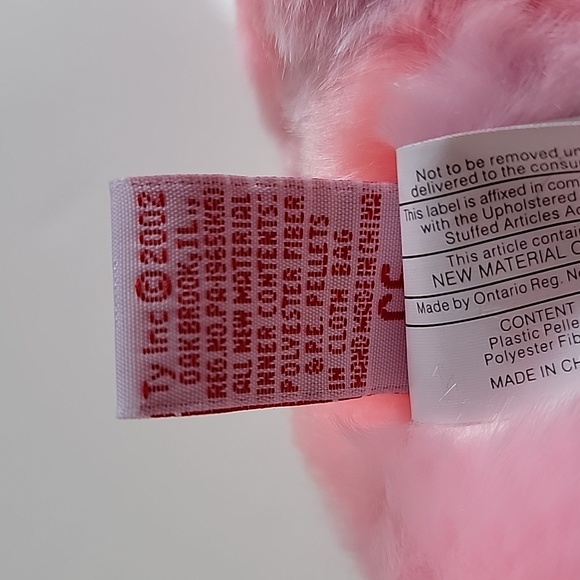 Ty Inc © 2002
OAKBROOK, IL.,
REG.NO.PA-1965(KR)
ALL NEW MATERIAL
INNER CONTENTS:
POLYESTER FIBER
& P.E. PELLETS
IN CLOTH BAG
HAND MADE IN CHINA
CE
Not to be removed un
delivered to the consu
This label is affixed in com
with the Upholstered
Stuffed Articles Ac
This article contai
NEW MATERIAL O
Made by Ontario Reg. N
CONTENT
Plastic Pelle
Polyester Fib
MADE IN CH